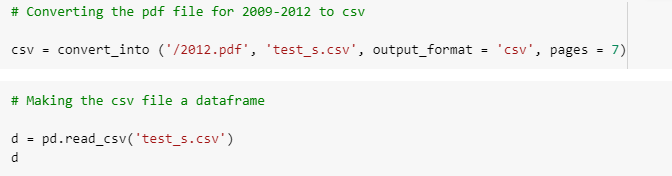 # Converting the pdf file for 2009-2012 to csv
csv = convert_into ('/2012.pdf', 'test_s.csv', output_format = 'csv', pages = 7)
# Making the csv file a dataframe
d = pd.read_csv('test_s.csv')
d